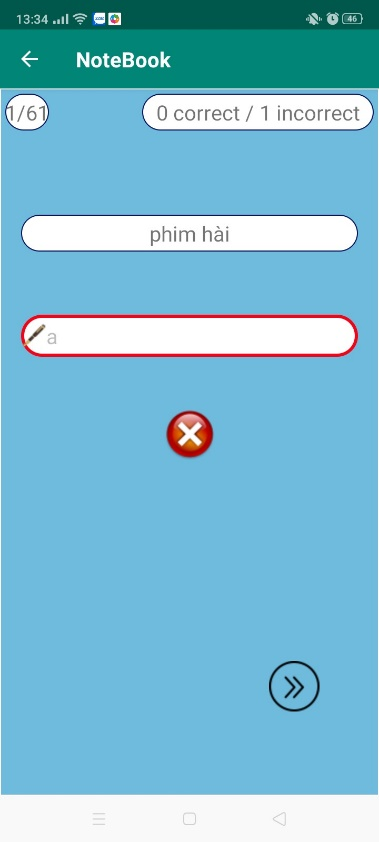 13:34
46
NoteBook
1/61
0 correct / 1 incorrect
phim hài
a